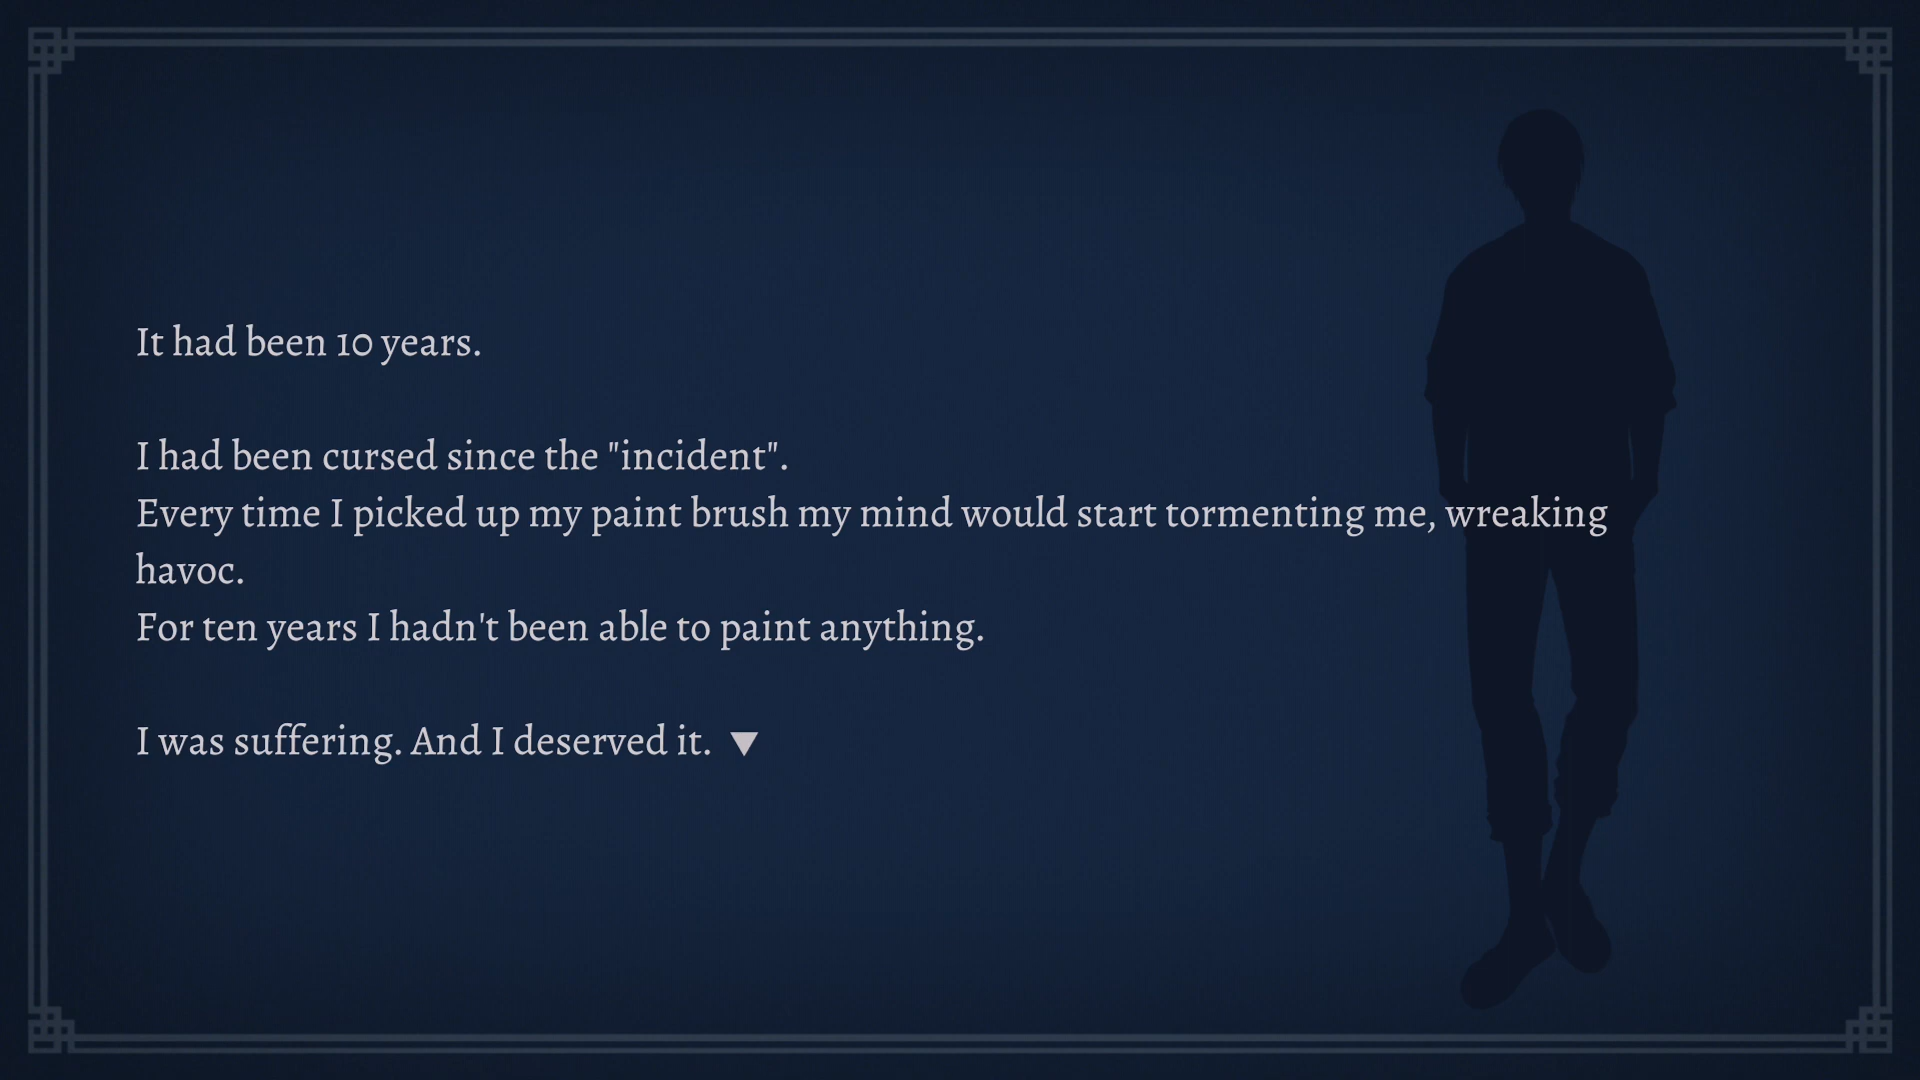 It had been 10 years.
I had been cursed since the "incident".
Every time I picked up my paint brush my mind would start tormenting me, wreaking
havoc.
For ten years I hadn't been able to paint anything.
I was suffering. And I deserved it.